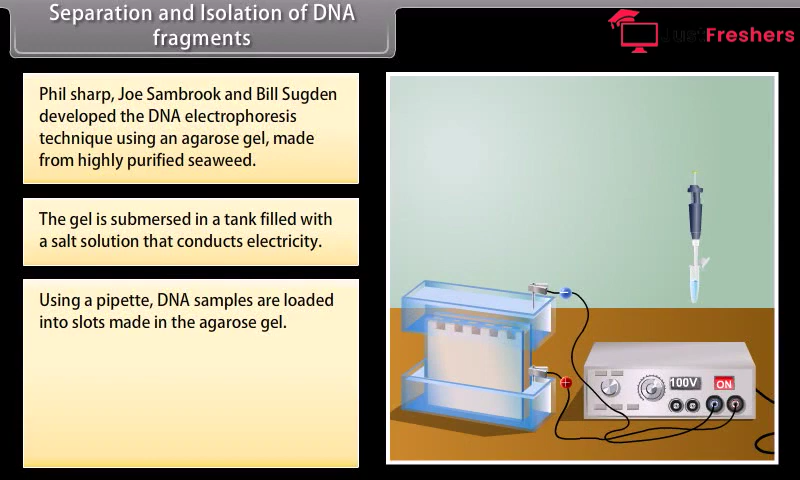 Separation and Isolation of DNA
fragments
Just Freshers
Phil sharp, Joe Sambrook and Bill Sugden
developed the DNA electrophoresis
technique using an agarose gel, made
from highly purified seaweed.
The gel is submersed in a tank filled with
a salt solution that conducts electricity.
Using a pipette, DNA samples are loaded
into slots made in the agarose gel.
100V
ON